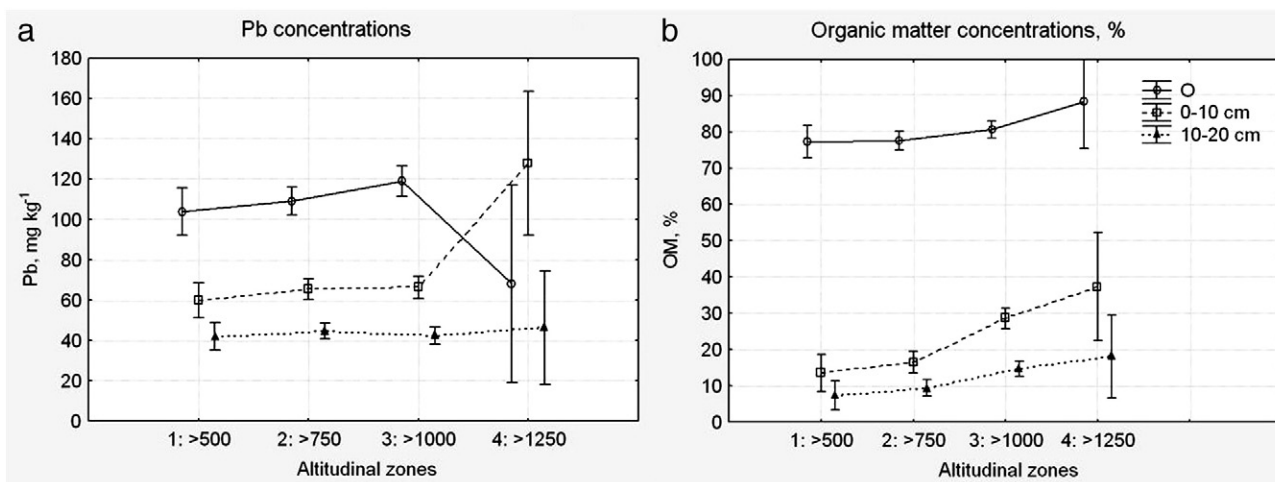 a
Pb concentrations
180
160
140
120
100
80
60
40
20
0
Pb, mg kg-1
1: >500 2: >750 3: >1000 4: >1250
Altitudinal zones
b
Organic matter concentrations, %
100
90
80
70
60
50
40
30
20
10
0
OM, %
O
0-10 cm
10-20 cm
1: >500 2: >750 3: >1000 4: >1250
Altitudinal zones